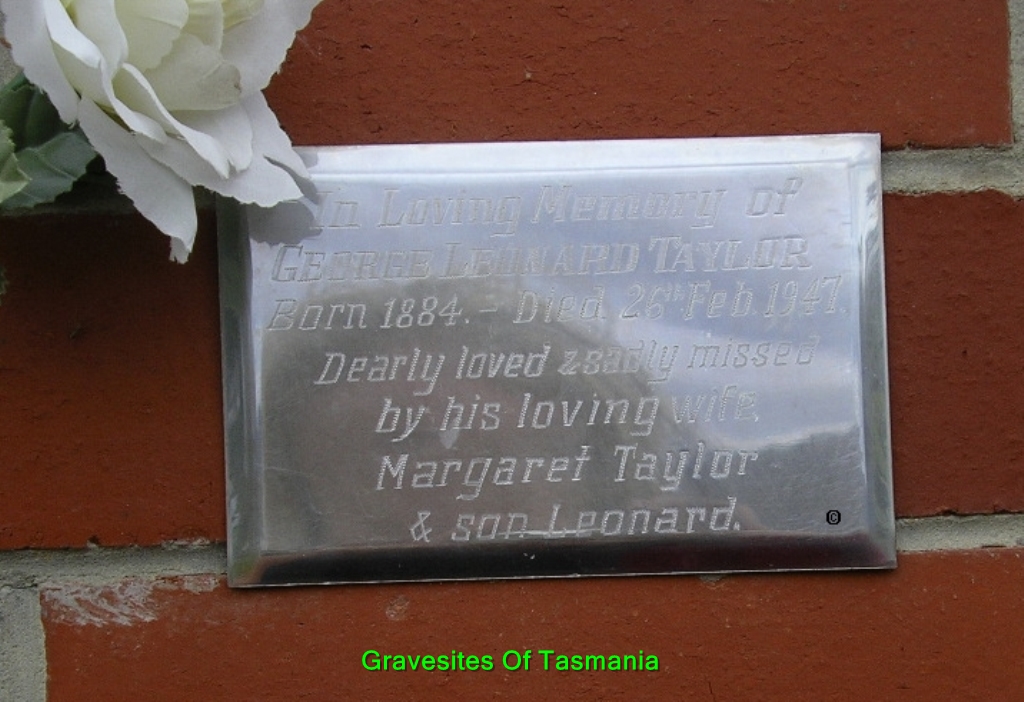 In Loving Memory of
GEORGE LEONARD TAYLOR
Born 1884. - Died. 26th Feb. 1947.
Dearly loved & sadly missed
by his loving wife
Margaret Taylor
& son Leonard.
©
Gravesites Of Tasmania